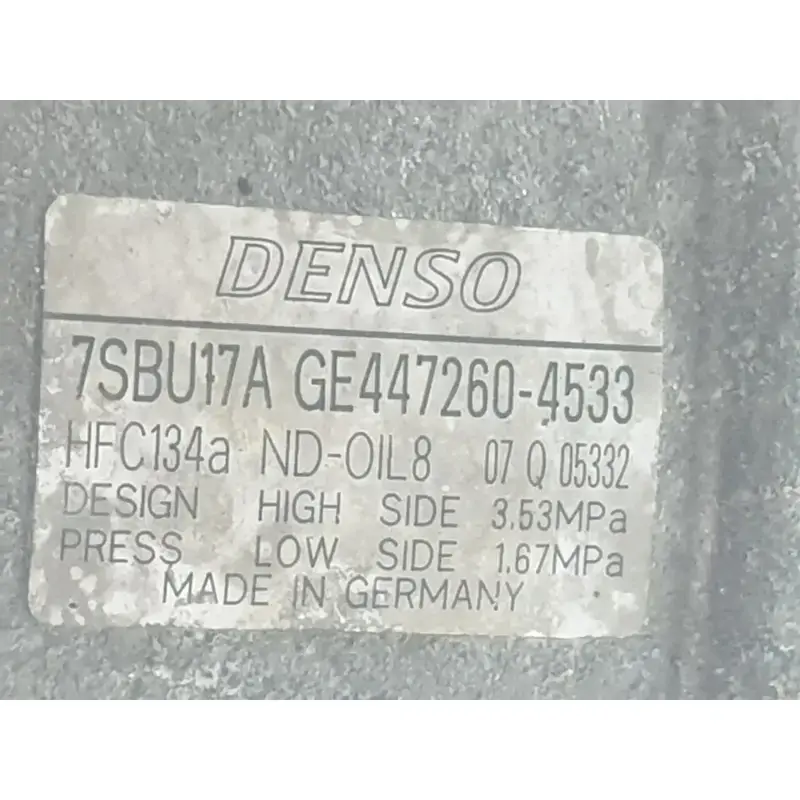 DENSO
7SBU17A GE447260-4533
HFC134a ND-OIL8 07 Q 05332
DESIGN HIGH SIDE 3.53MPa
PRESS LOW SIDE 1.67MPa
MADE IN GERMANY